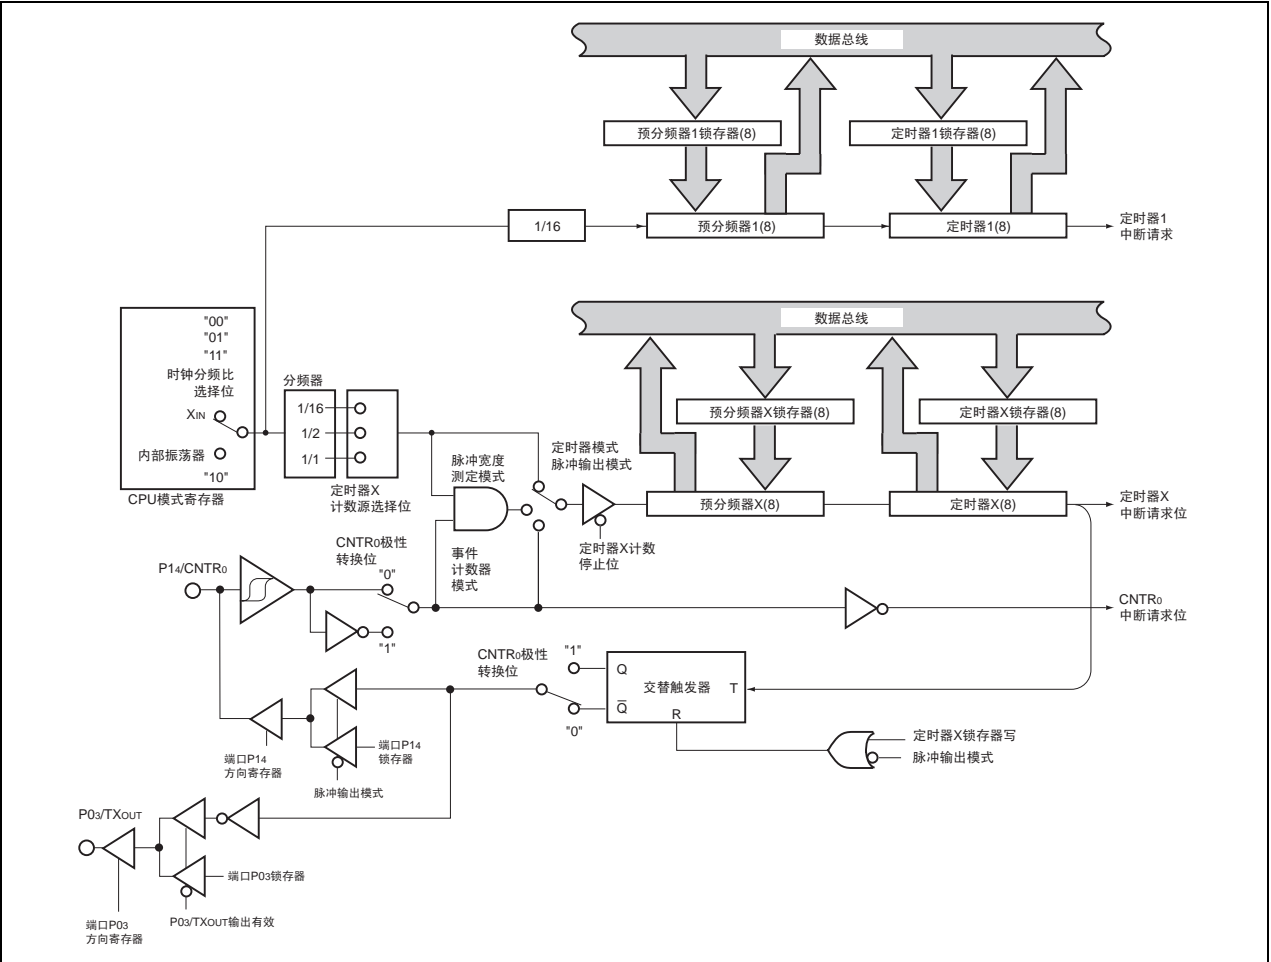 数据总线
预分频器1锁存器(8)
定时器1锁存器(8)
1/16
预分频器1(8)
定时器1(8)
定时器1
中断请求
数据总线
"00"
"01"
"11"
时钟分频比
选择位
XIN
内部振荡器
"10"
CPU模式寄存器
分频器
1/16
1/2
1/1
定时器X
计数源选择位
脉冲宽度
测定模式
定时器模式
脉冲输出模式
预分频器X锁存器(8)
定时器X锁存器(8)
预分频器X(8)
定时器X(8)
定时器X
中断请求位
定时器X计数
停止位
事件
计数器
模式
CNTR0极性
转换位
P14/CNTR0
"0"
"1"
CNTR0
中断请求位
CNTR0极性
转换位
"1"
"0"
Q
Q̅
交替触发器
T
R
定时器X锁存器写
脉冲输出模式
端口P14
方向寄存器
端口P14
锁存器
脉冲输出模式
P03/TXOUT
端口P03锁存器
端口P03
方向寄存器
P03/TXOUT输出有效